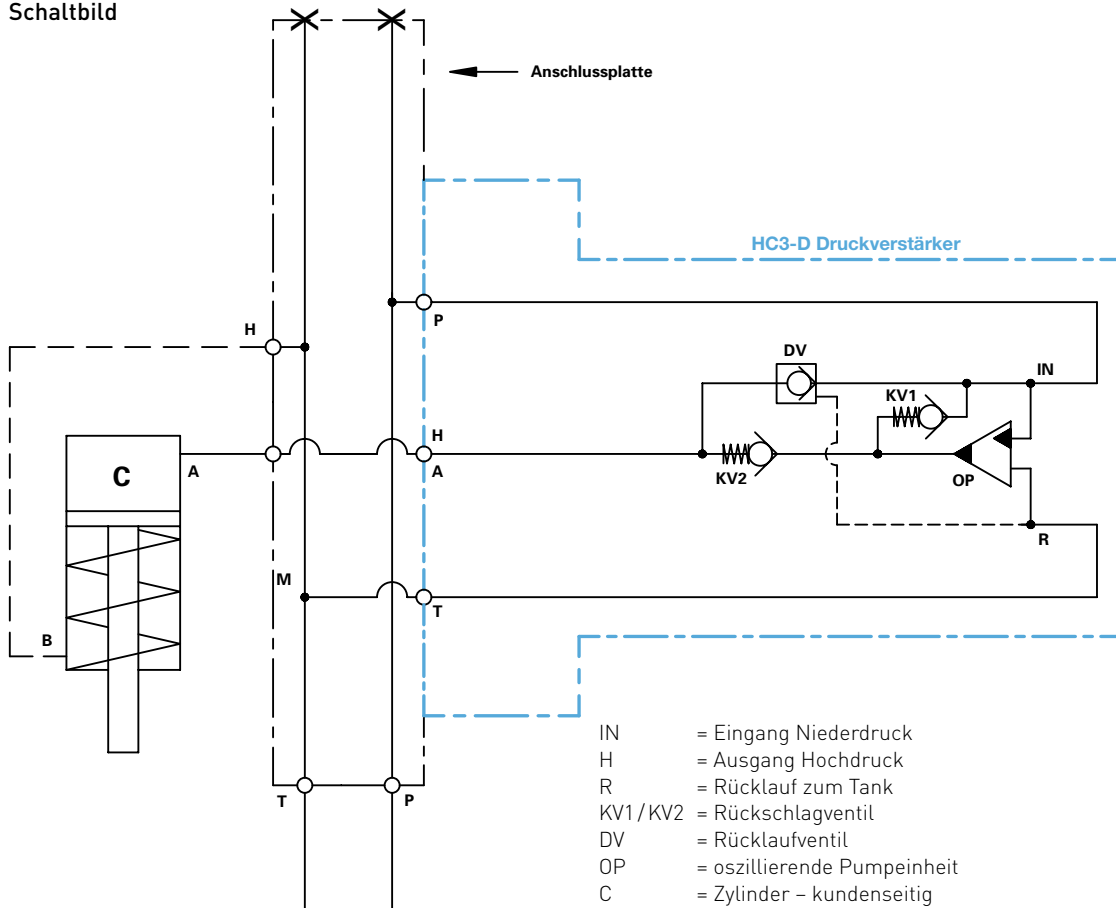 Schaltbild
Anschlussplatte
HC3-D Druckverstärker
P
H
DV
IN
KV1
H
A
C
A
KV2
OP
R
M
T
B
T
P
IN = Eingang Niederdruck
H = Ausgang Hochdruck
R = Rücklauf zum Tank
KV1/KV2 = Rückschlagventil
DV = Rücklaufventil
OP = oszillierende Pumpeinheit
C = Zylinder – kundenseitig